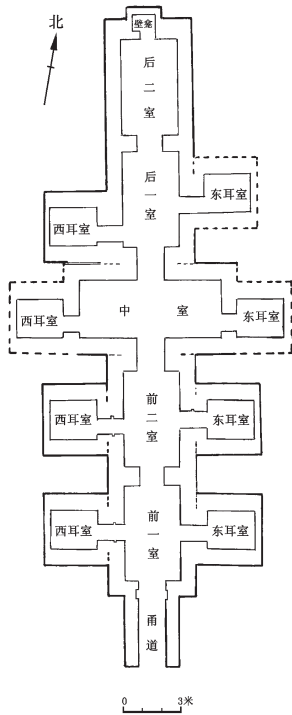 北
壁龛
后二室
后一室
东耳室
西耳室
中室
西耳室
东耳室
前二室
西耳室
东耳室
前一室
西耳室
东耳室
甬道
0 3米